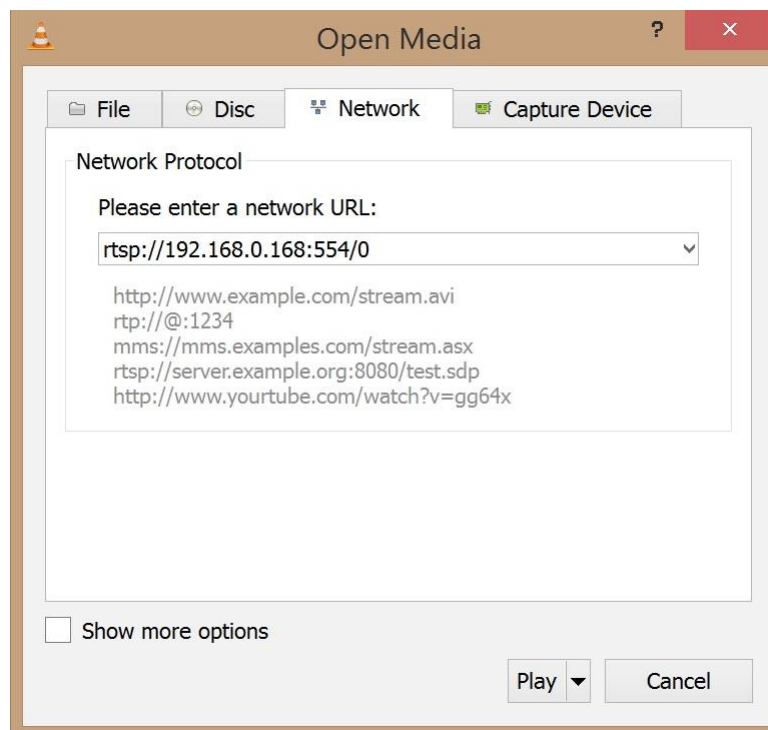 Open Media
?
File Disc Network Capture Device
Network Protocol
Please enter a network URL:
rtsp://192.168.0.168:554/0
http://www.example.com/stream.avi
rtp://@:1234
mms://mms.examples.com/stream.asx
rtsp://server.example.org:8080/test.sdp
http://www.yourtube.com/watch?v=gg64x
Show more options
Play Cancel